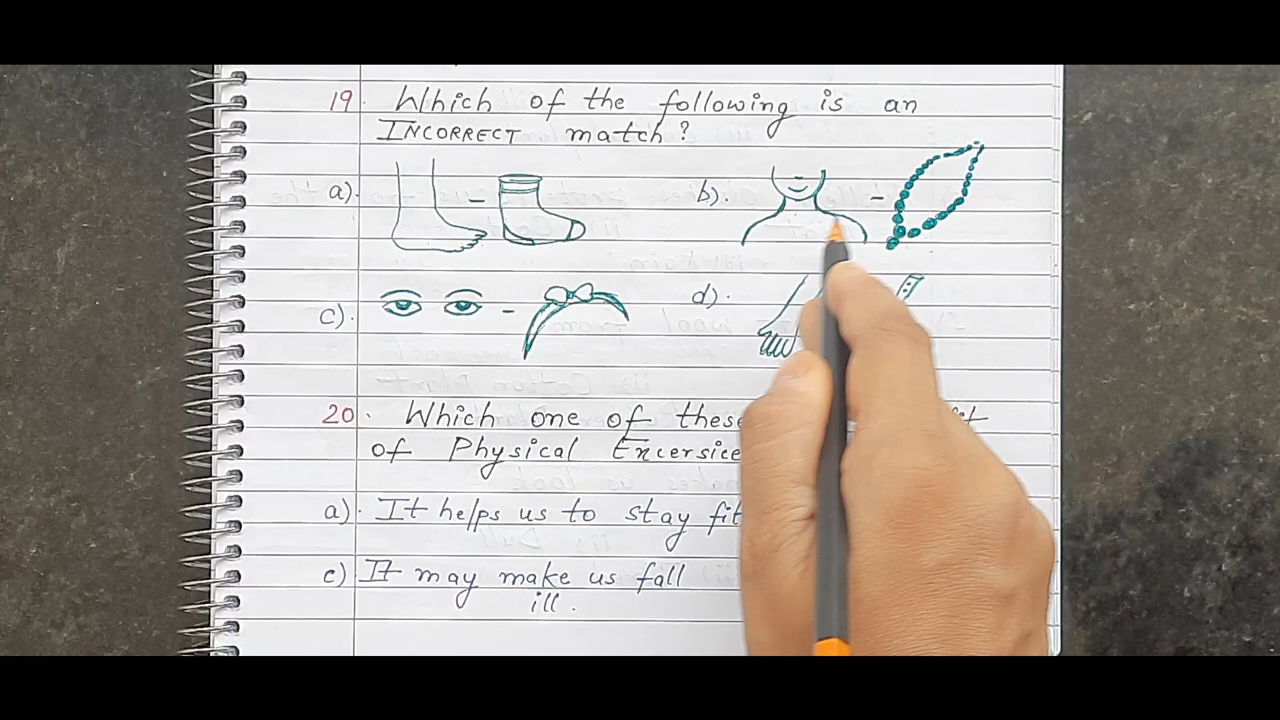 19. Which of the following is an
INCORRECT match?
a). - b). -
c). - d).
20. Which one of these
of Physical Excersice
a). It helps us to stay fit
c) It may make us fall
ill.